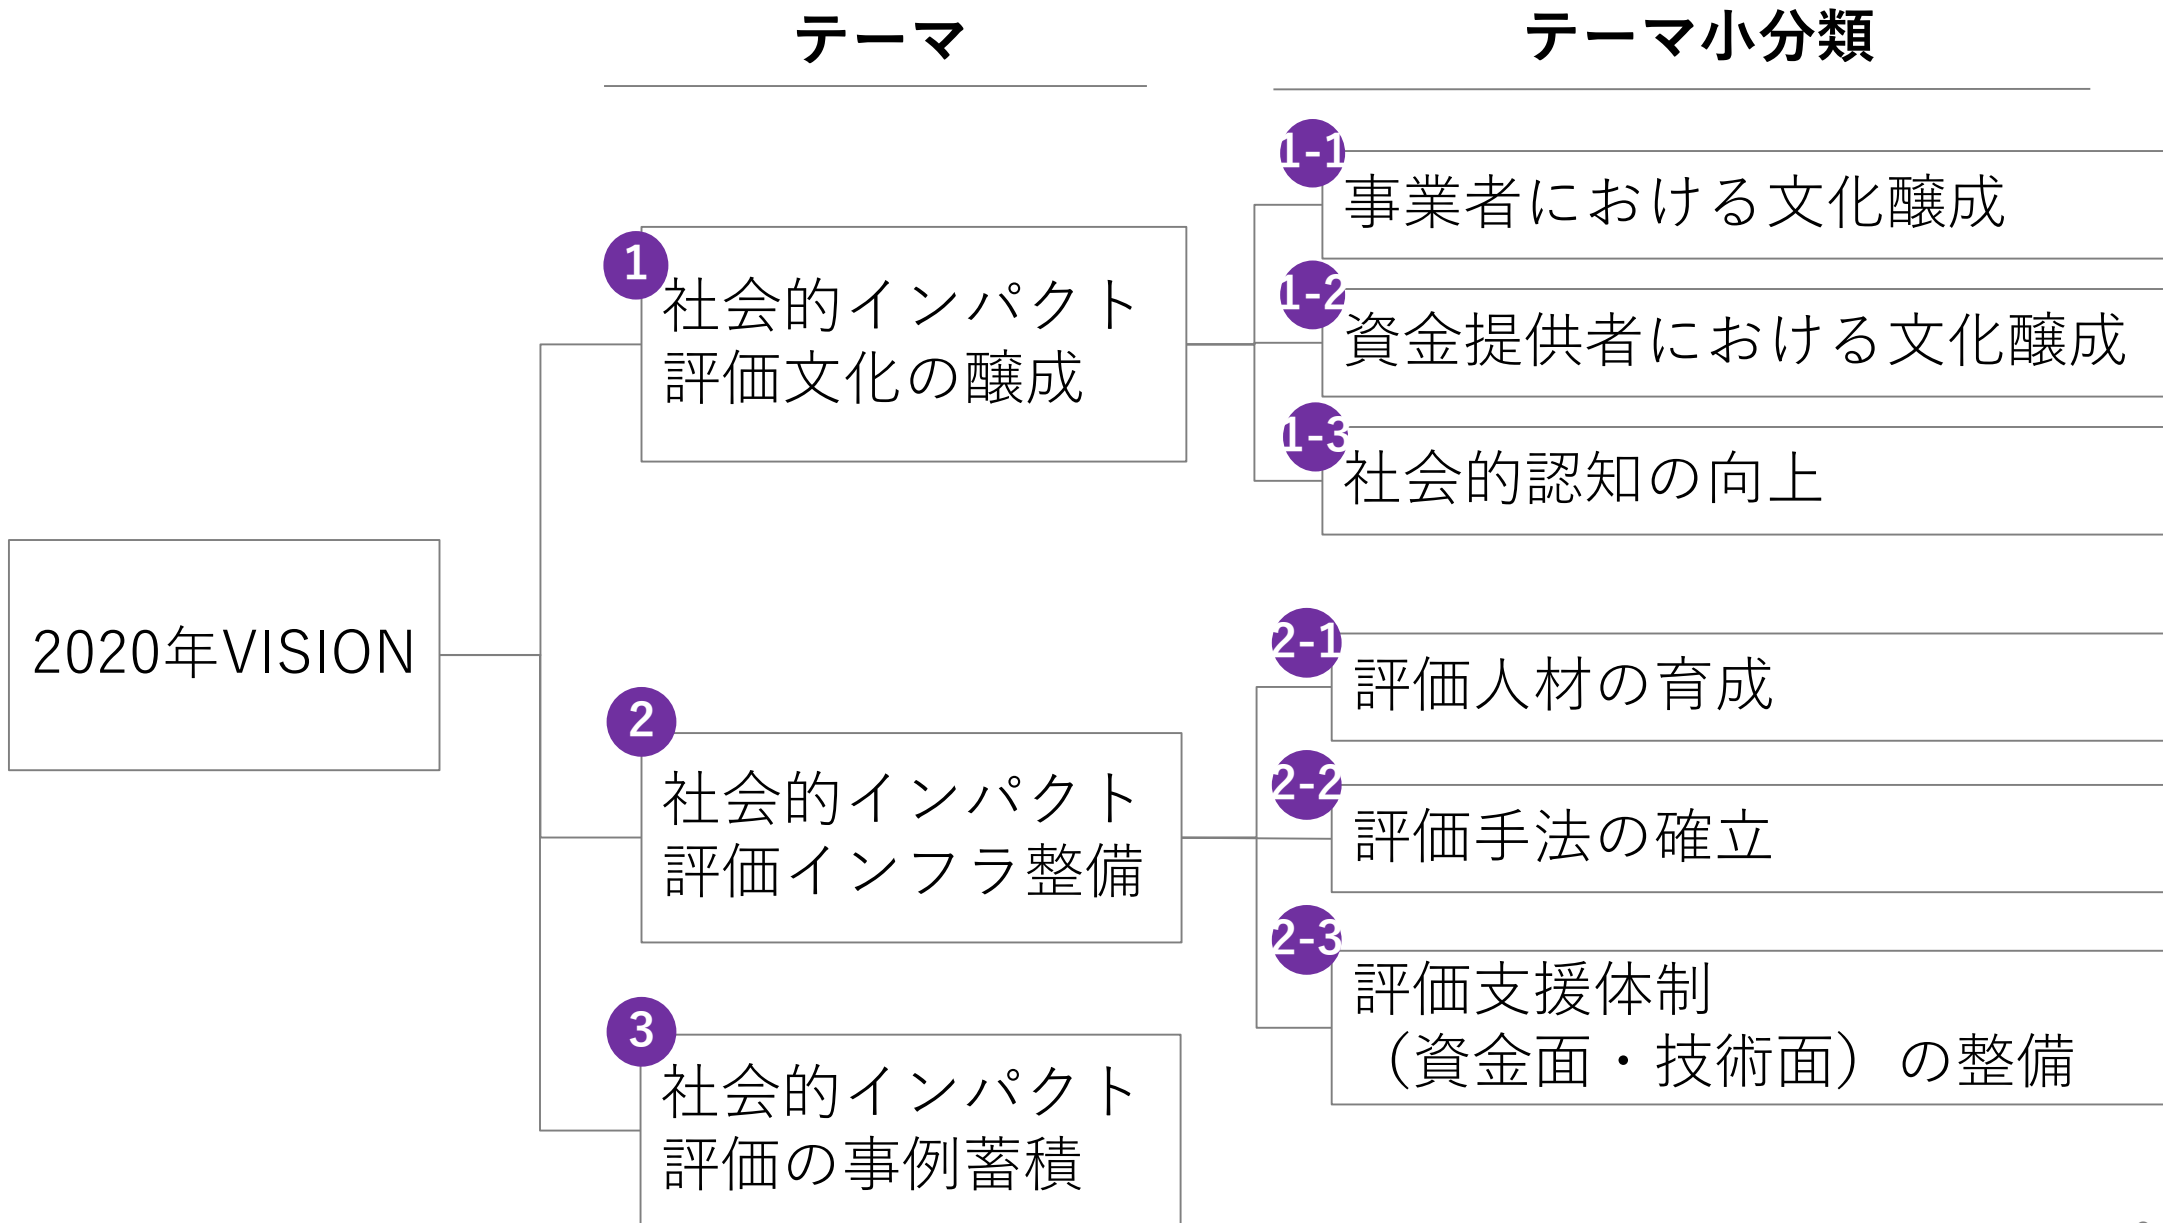 テーマ
テーマ小分類
2020年VISION
1
社会的インパクト
評価文化の醸成
1-1
事業者における文化醸成
1-2
資金提供者における文化醸成
1-3
社会的認知の向上
2
社会的インパクト
評価インフラ整備
2-1
評価人材の育成
2-2
評価手法の確立
2-3
評価支援体制
（資金面・技術面）の整備
3
社会的インパクト
評価の事例蓄積